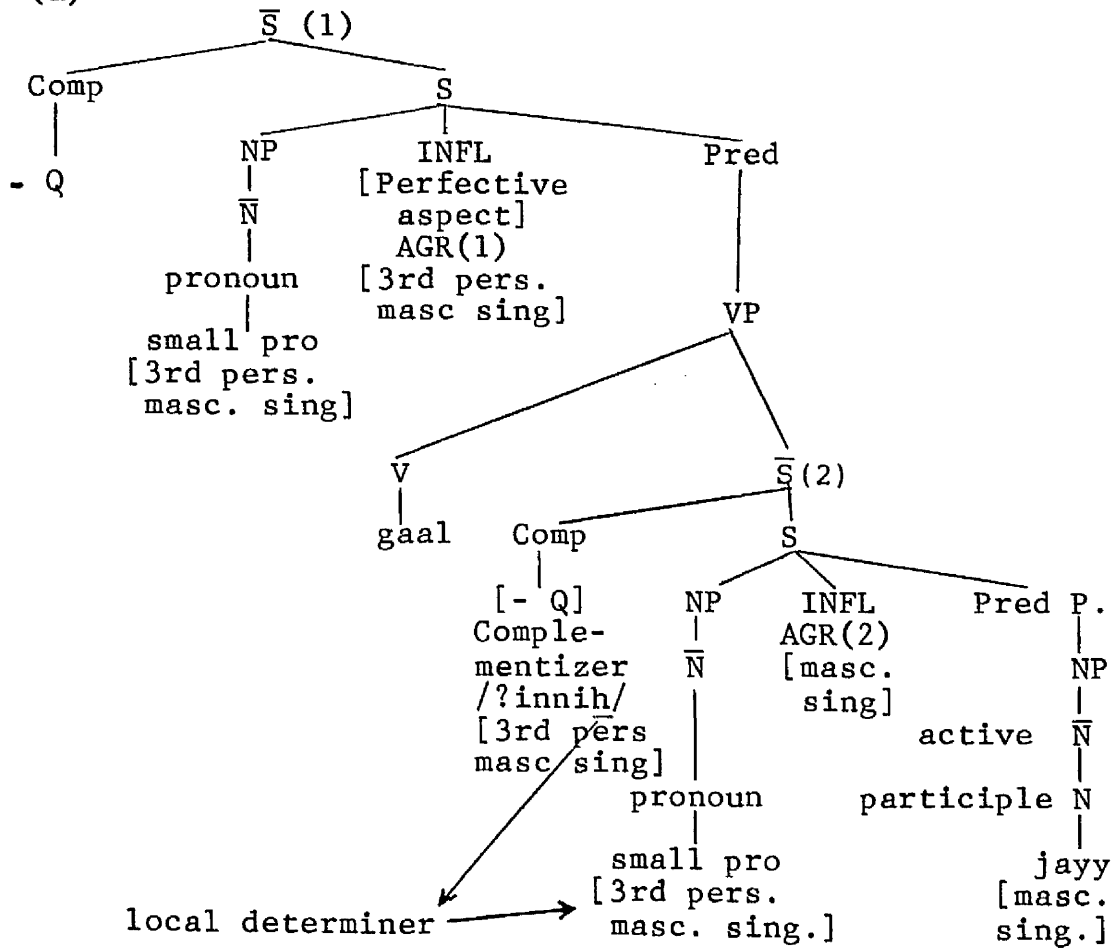 S̅ (1)
Comp S
NP INFL Pred
- Q [Perfective
N̅ aspect]
AGR(1)
pronoun [3rd pers.
masc sing]
small pro VP
[3rd pers.
masc. sing]
V S̅ (2)
gaal Comp S
[- Q] NP INFL Pred P.
Comple- AGR(2)
mentizer N̅ [masc. NP
/?innih/ sing]
[3rd pers active N̅
masc sing]
pronoun participle N
small pro jayy
[3rd pers. [masc.
local determiner masc. sing.] sing.]